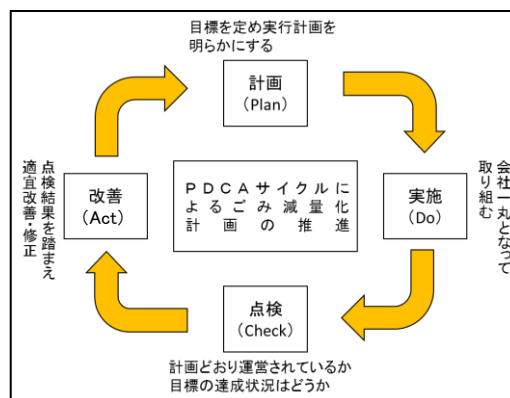 目標を定め実行計画を
明らかにする
計画
(Plan)
会社一丸となって
取り組む
実施
(Do)
PDCAサイクルに
よるごみ減量化
計画の推進
改善
(Act)
点検結果を踏まえ
適宜改善・修正
点検
(Check)
計画どおり運営されているか
目標の達成状況はどうか